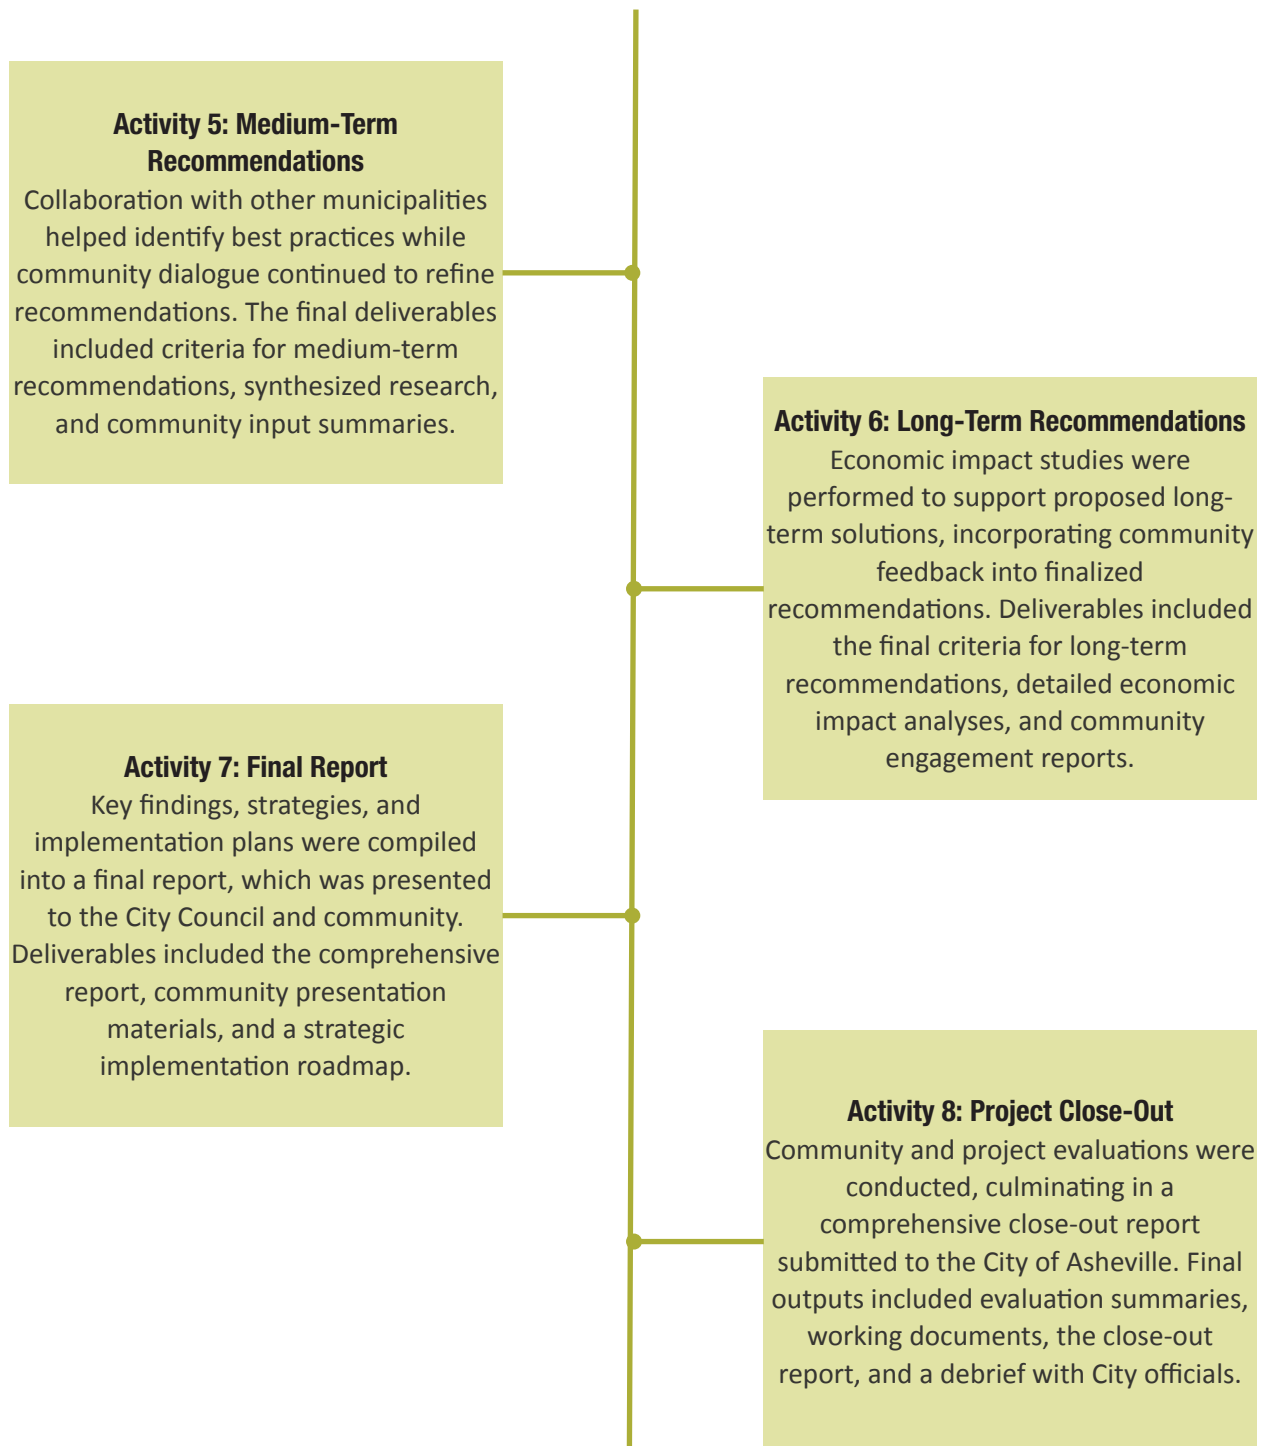 Activity 5: Medium-Term
Recommendations
Collaboration with other municipalities
helped identify best practices while
community dialogue continued to refine
recommendations. The final deliverables
included criteria for medium-term
recommendations, synthesized research,
and community input summaries.
Activity 6: Long-Term Recommendations
Economic impact studies were
performed to support proposed long-
term solutions, incorporating community
feedback into finalized
recommendations. Deliverables included
the final criteria for long-term
recommendations, detailed economic
impact analyses, and community
engagement reports.
Activity 7: Final Report
Key findings, strategies, and
implementation plans were compiled
into a final report, which was presented
to the City Council and community.
Deliverables included the comprehensive
report, community presentation
materials, and a strategic
implementation roadmap.
Activity 8: Project Close-Out
Community and project evaluations were
conducted, culminating in a
comprehensive close-out report
submitted to the City of Asheville. Final
outputs included evaluation summaries,
working documents, the close-out
report, and a debrief with City officials.